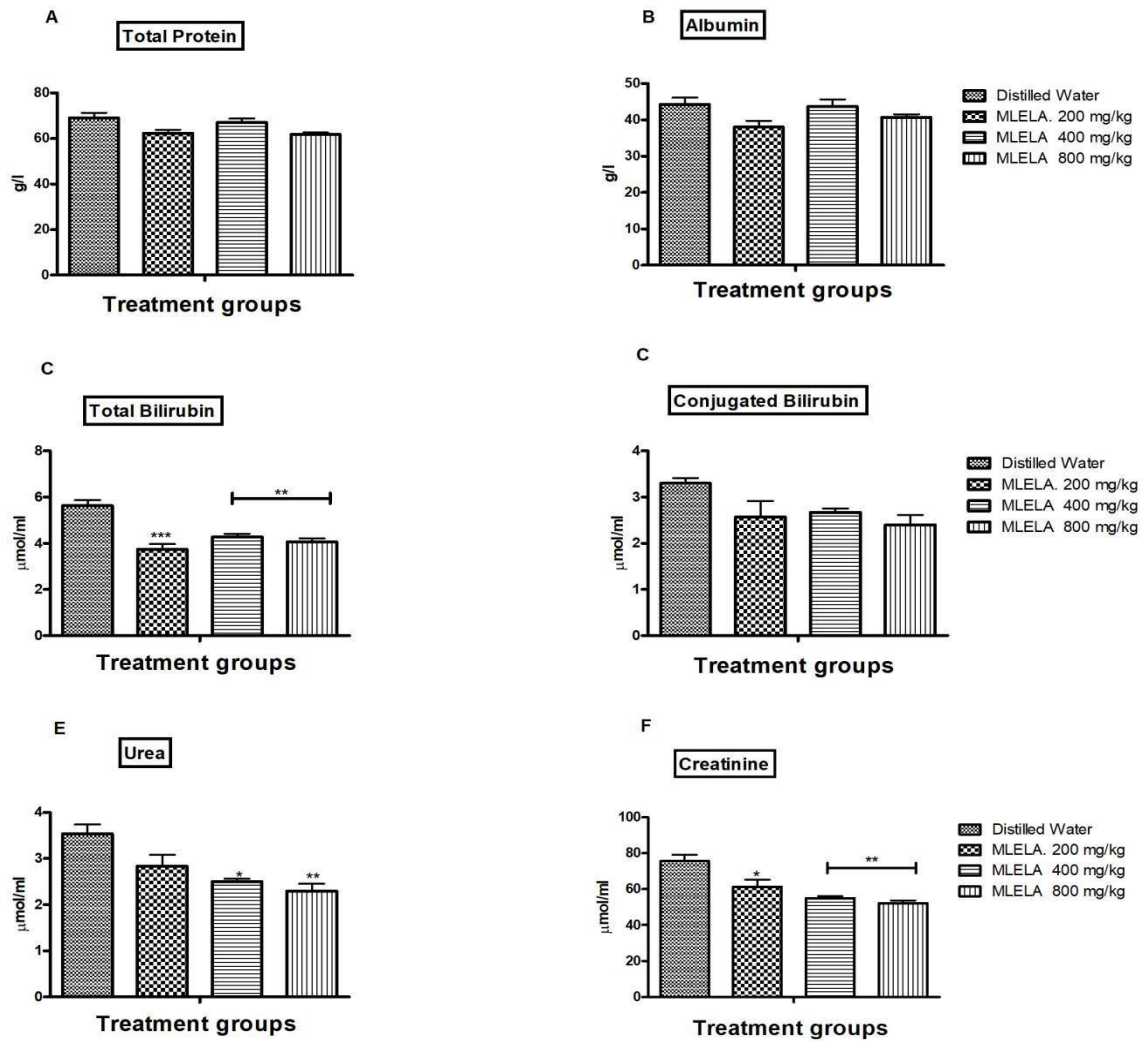 A
Total Protein
80
60
40
20
0
g/l
Treatment groups
B
Albumin
50
40
30
20
10
0
g/l
Treatment groups
Distilled Water
MLELA. 200 mg/kg
MLELA 400 mg/kg
MLELA 800 mg/kg
C
Total Bilirubin
8
6
4
2
0
μmol/ml
***
**
Treatment groups
C
Conjugated Bilirubin
4
3
2
1
0
μmol/ml
Treatment groups
Distilled Water
MLELA. 200 mg/kg
MLELA 400 mg/kg
MLELA 800 mg/kg
E
Urea
4
3
2
1
0
μmol/ml
*
**
Treatment groups
F
Creatinine
100
80
60
40
20
0
μmol/ml
*
**
Treatment groups
Distilled Water
MLELA. 200 mg/kg
MLELA 400 mg/kg
MLELA 800 mg/kg